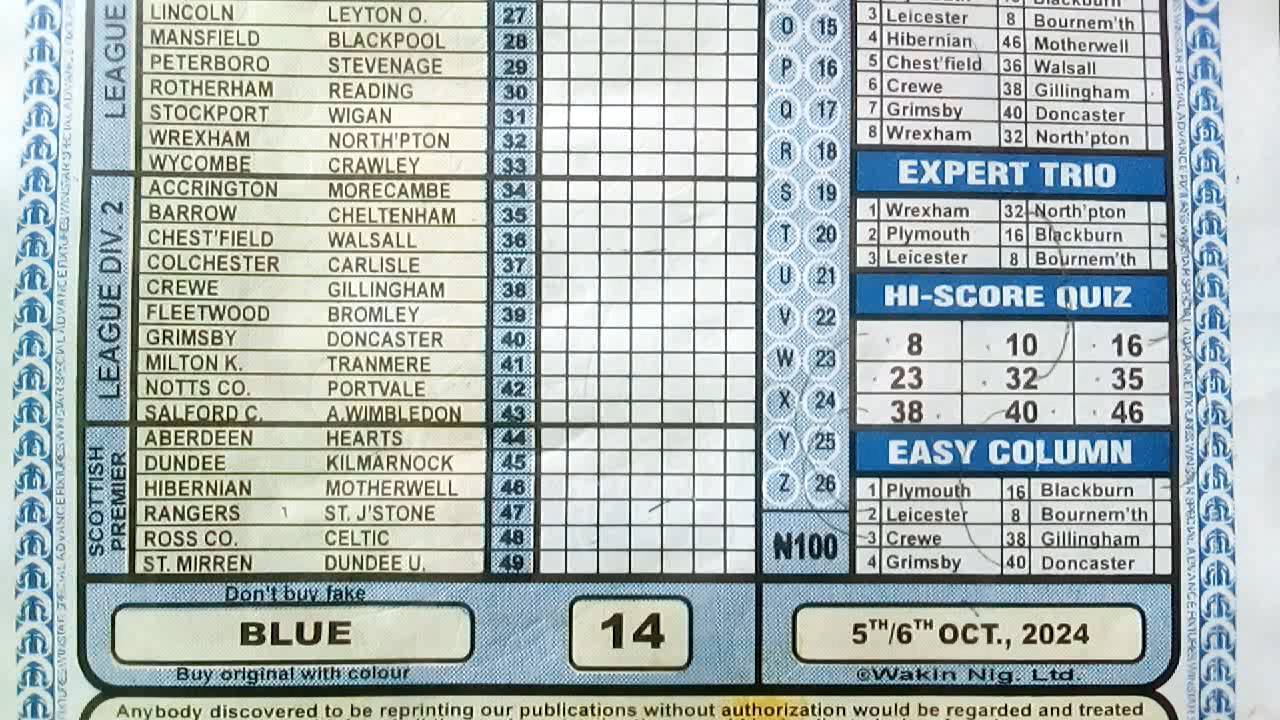 LEAGUE
LINCOLN LEYTON O. 27
MANSFIELD BLACKPOOL 28
PETERBORO STEVENAGE 29
ROTHERHAM READING 30
STOCKPORT WIGAN 31
WREXHAM NORTH'PTON 32
WYCOMBE CRAWLEY 33
LEAGUE DIV. 2
ACCRINGTON MORECAMBE 34
BARROW CHELTENHAM 35
CHEST'FIELD WALSALL 36
COLCHESTER CARLISLE 37
CREWE GILLINGHAM 38
FLEETWOOD BROMLEY 39
GRIMSBY DONCASTER 40
MILTON K. TRANMERE 41
NOTTS CO. PORTVALE 42
SALFORD C. A.WIMBLEDON 43
SCOTTISH
PREMIER
ABERDEEN HEARTS 44
DUNDEE KILMARNOCK 45
HIBERNIAN MOTHERWELL 46
RANGERS ST. J'STONE 47
ROSS CO. CELTIC 48
ST. MIRREN DUNDEE U. 49
O 15
P 16
Q 17
R 18
S 19
T 20
U 21
V 22
W 23
X 24
Y 25
Z 26
N100
3 Leicester 8 Bournem'th
4 Hibernian 46 Motherwell
5 Chest'field 36 Walsall
6 Crewe 38 Gillingham
7 Grimsby 40 Doncaster
8 Wrexham 32 North'pton
EXPERT TRIO
1 Wrexham 32 North'pton
2 Plymouth 16 Blackburn
3 Leicester 8 Bournem'th
HI-SCORE QUIZ
8 10 16
23 32 35
38 40 46
EASY COLUMN
1 Plymouth 16 Blackburn
2 Leicester 8 Bournem'th
3 Crewe 38 Gillingham
4 Grimsby 40 Doncaster
Don't buy fake
BLUE
Buy original with colour
14
5TH/6TH OCT., 2024
©Wakin Nig. Ltd.
Anybody discovered to be reprinting our publications without authorization would be regarded and treated